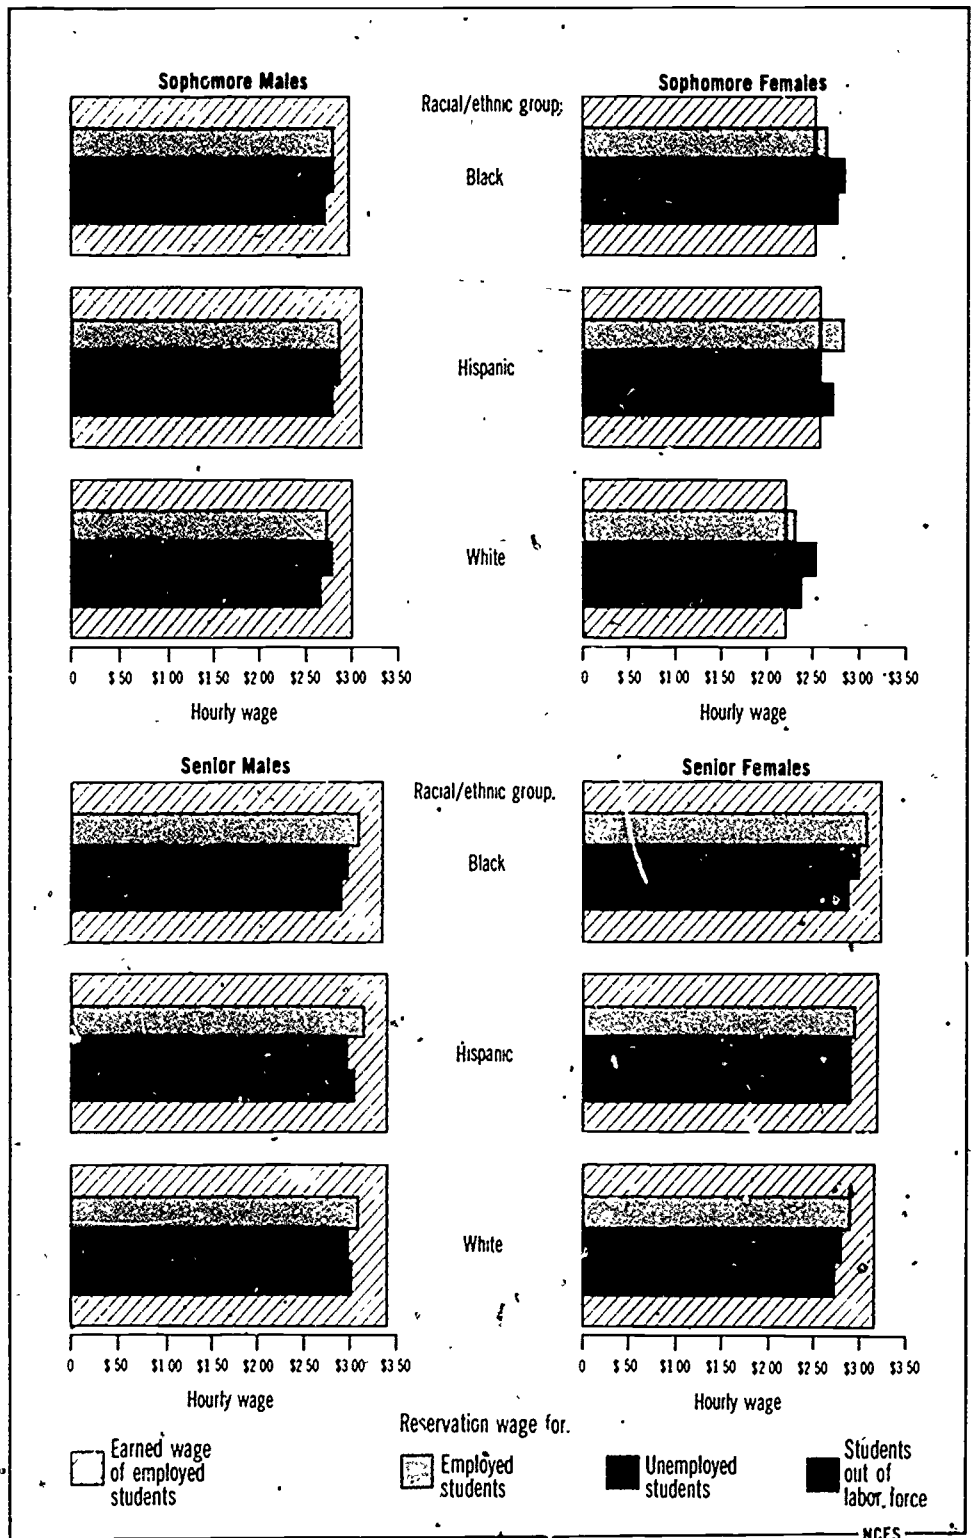 Sophomore Males
Sophomore Females
Racial/ethnic group:
Black
Hispanic
White
0 $ 50 $1 00 $1 50 $2 00 $2 50 $3 00 $3 50
0 $ 50 $1 00 $1 50 $2 00 $2 50 $3 00 $3 50
Hourly wage
Hourly wage
Senior Males
Senior Females
Racial/ethnic group.
Black
Hispanic
White
0 $ 50 $1 00 $1 50 $2 00 $2 50 $3 00 $3 50
0 $ 50 $1 00 $1 50 $2 00 $2 50 $3 00 $3 50
Hourly wage
Hourly wage
Reservation wage for.
Earned wage
of employed
students
Employed
students
Unemployed
students
Students
out of
labor force
NCES